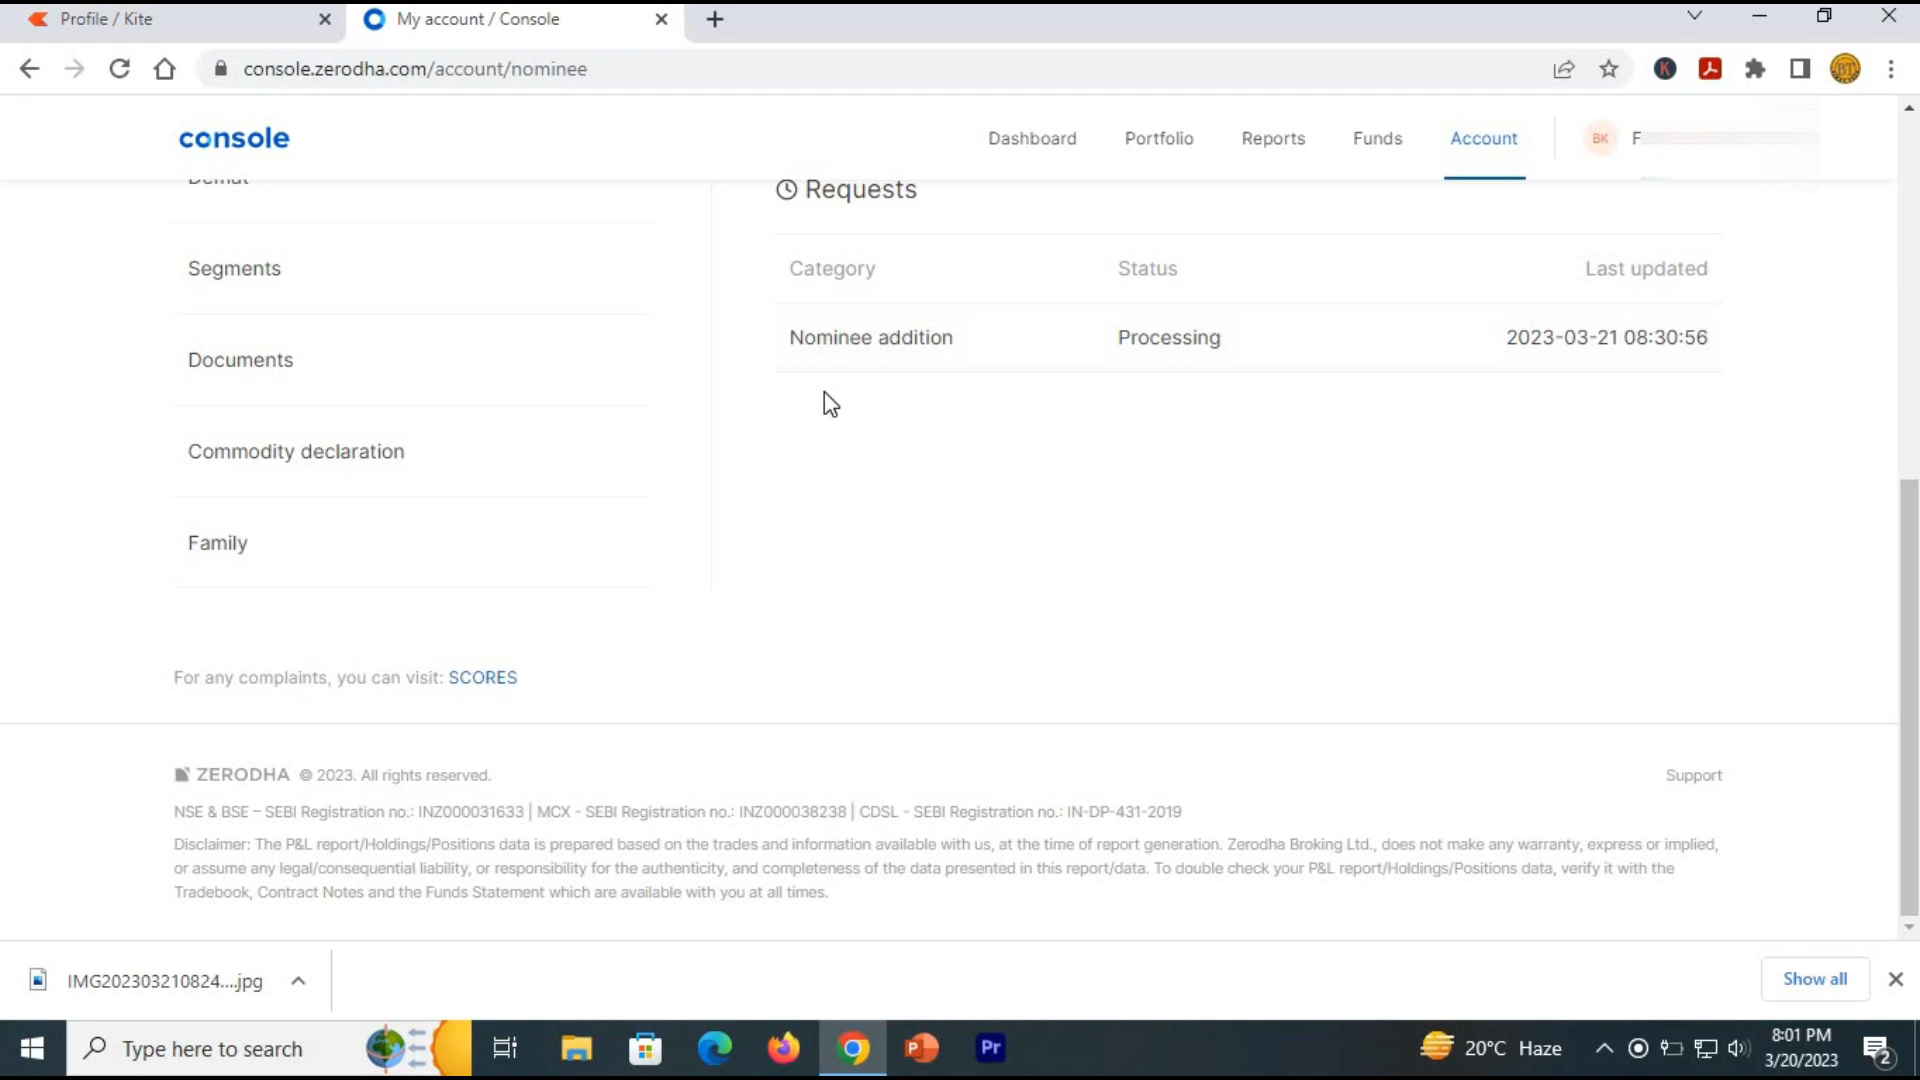 Profile / Kite
My account / Console
console.zerodha.com/account/nominee
console
Dashboard
Portfolio
Reports
Funds
Account
BK
F
Requests
Segments
Category
Status
Last updated
Nominee addition
Processing
2023-03-21 08:30:56
Documents
Commodity declaration
Family
For any complaints, you can visit: SCORES
ZERODHA © 2023. All rights reserved.
Support
NSE & BSE – SEBI Registration no.: INZ000031633 | MCX - SEBI Registration no.: INZ000038238 | CDSL - SEBI Registration no.: IN-DP-431-2019
Disclaimer: The P&L report/Holdings/Positions data is prepared based on the trades and information available with us, at the time of report generation. Zerodha Broking Ltd., does not make any warranty, express or implied,
or assume any legal/consequential liability, or responsibility for the authenticity, and completeness of the data presented in this report/data. To double check your P&L report/Holdings/Positions data, verify it with the
Tradebook, Contract Notes and the Funds Statement which are available with you at all times.
IMG202303210824....jpg
Show all
Type here to search
Pr
20°C Haze
8:01 PM
3/20/2023
2